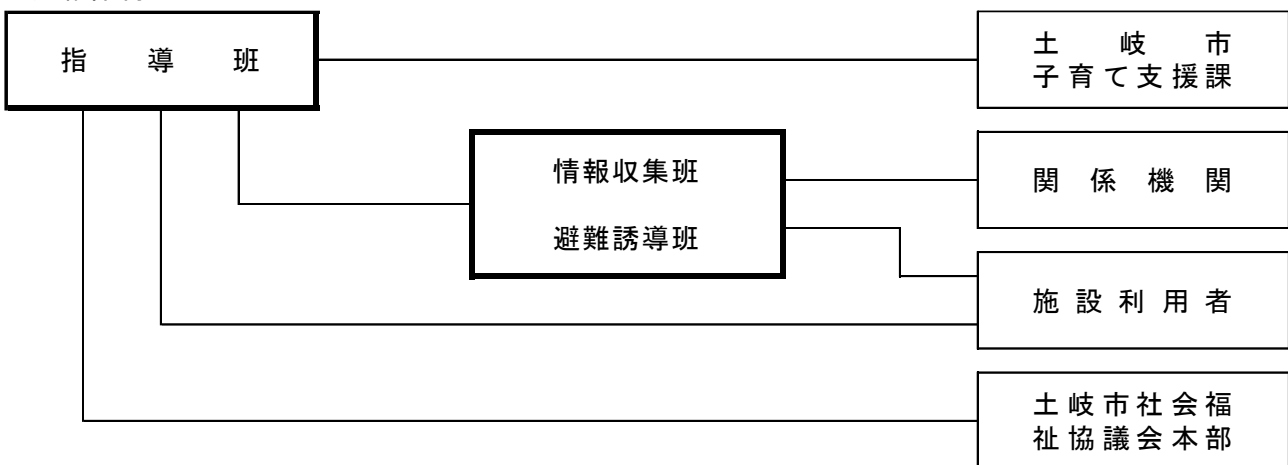 指導班
土岐市
子育て支援課
情報収集班
避難誘導班
関係機関
施設利用者
土岐市社会福
祉協議会本部